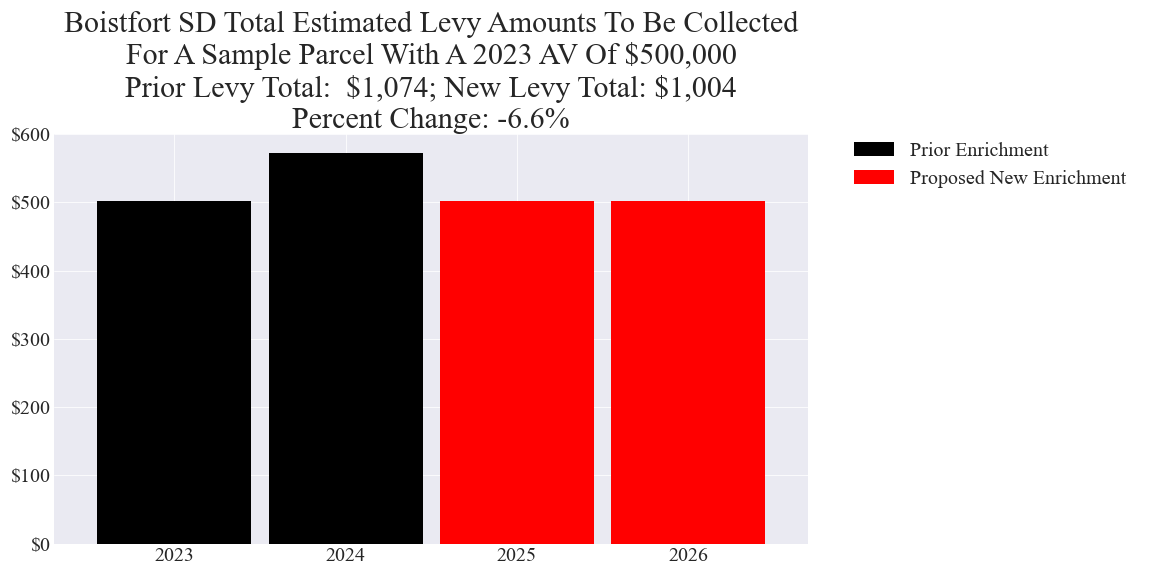 Boistfort SD Total Estimated Levy Amounts To Be Collected
For A Sample Parcel With A 2023 AV Of $500,000
Prior Levy Total:  $1,074; New Levy Total: $1,004
Percent Change: -6.6%
$600
$500
$400
$300
$200
$100
$0
2023 2024 2025 2026
Prior Enrichment
Proposed New Enrichment